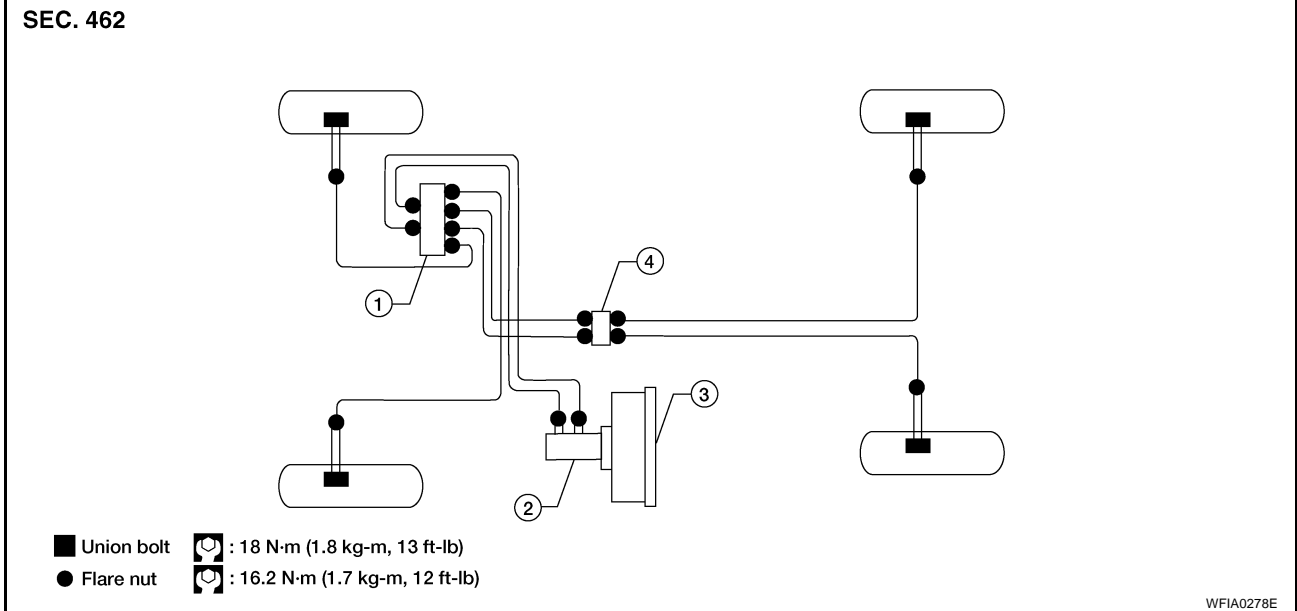 SEC. 462
4
1
3
2
Union bolt : 18 N·m (1.8 kg-m, 13 ft-lb)
Flare nut : 16.2 N·m (1.7 kg-m, 12 ft-lb)
WFIA0278E